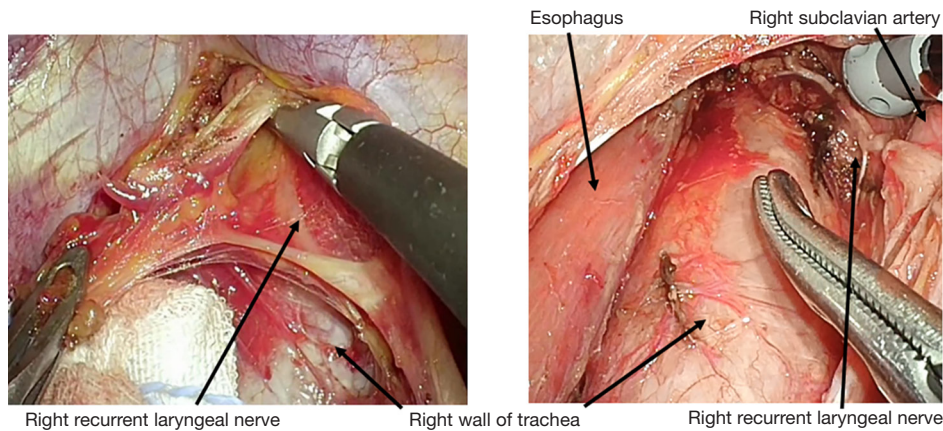 Esophagus
Right subclavian artery
Right recurrent laryngeal nerve
Right wall of trachea
Right recurrent laryngeal nerve